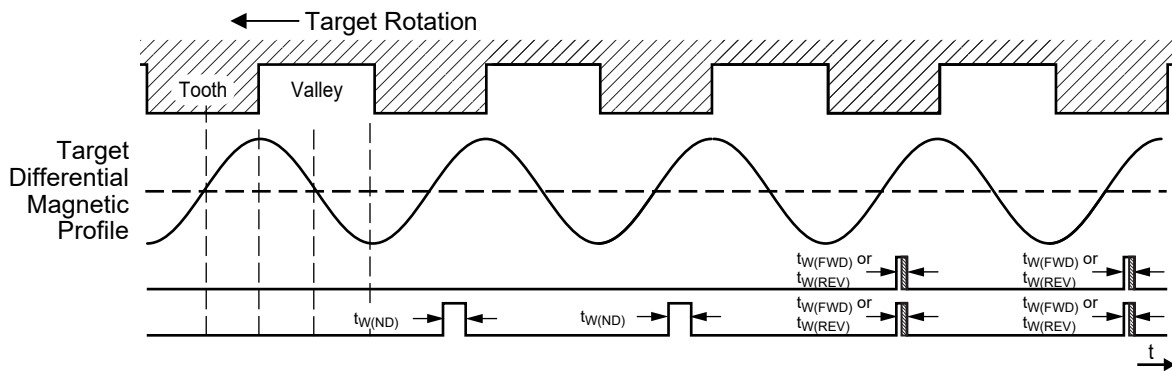 Target Rotation
Tooth
Valley
Target
Differential
Magnetic
Profile
tW(FWD) or
tW(REV)
tW(FWD) or
tW(REV)
tW(ND)
tW(ND)
tW(FWD) or
tW(REV)
tW(FWD) or
tW(REV)
t